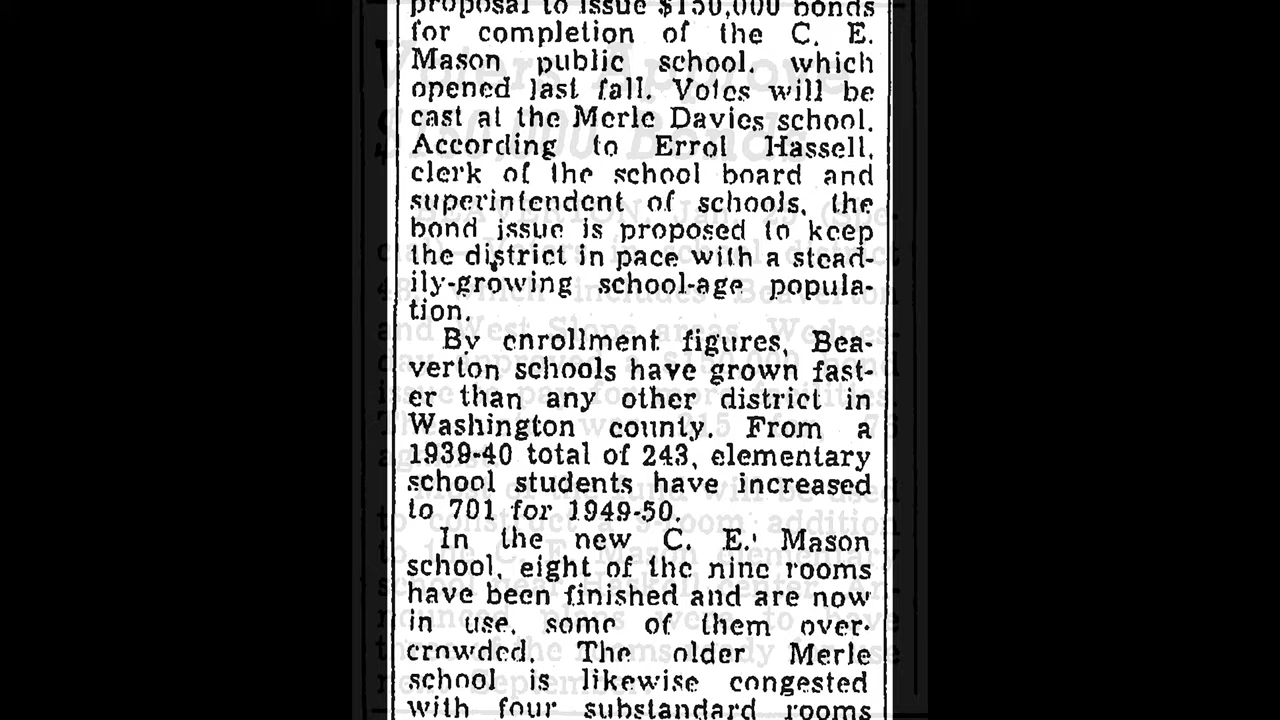 proposal to issue $150,000 bonds
for completion of the C. E.
Mason public school, which
opened last fall. Votes will be
cast at the Merle Davies school.
According to Errol Hassell,
clerk of the school board and
superintendent of schools, the
bond issue is proposed to keep
the district in pace with a stead-
ily-growing school-age popula-
tion.
By enrollment figures, Bea-
verton schools have grown fast-
er than any other district in
Washington county. From a
1939-40 total of 243, elementary
school students have increased
to 701 for 1949-50.
In the new C. E. Mason
school, eight of the nine rooms
have been finished and are now
in use, some of them over-
crowded. The older Merle
school is likewise congested
with four substandard rooms